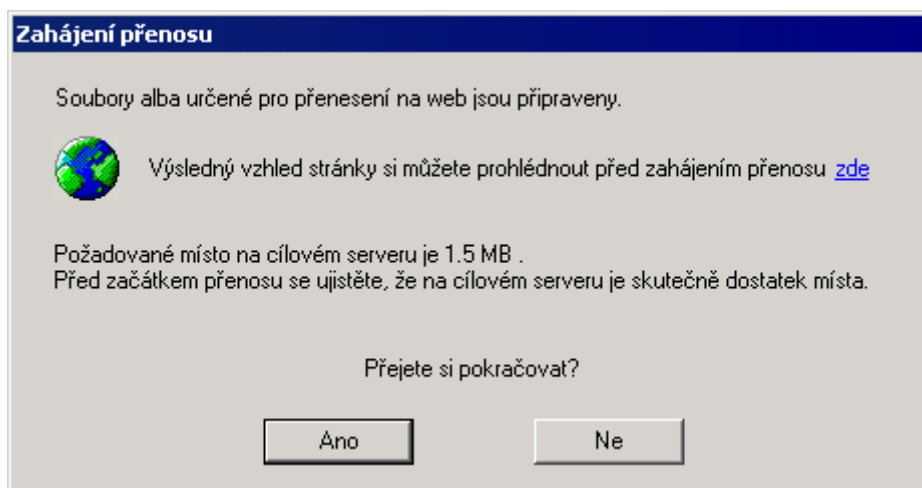 Zahájení přenosu
Soubory alba určené pro přenesení na web jsou připraveny.
Výsledný vzhled stránky si můžete prohlédnout před zahájením přenosu zde
Požadované místo na cílovém serveru je 1.5 MB .
Před začátkem přenosu se ujistěte, že na cílovém serveru je skutečně dostatek místa.
Přejete si pokračovat?
Ano Ne